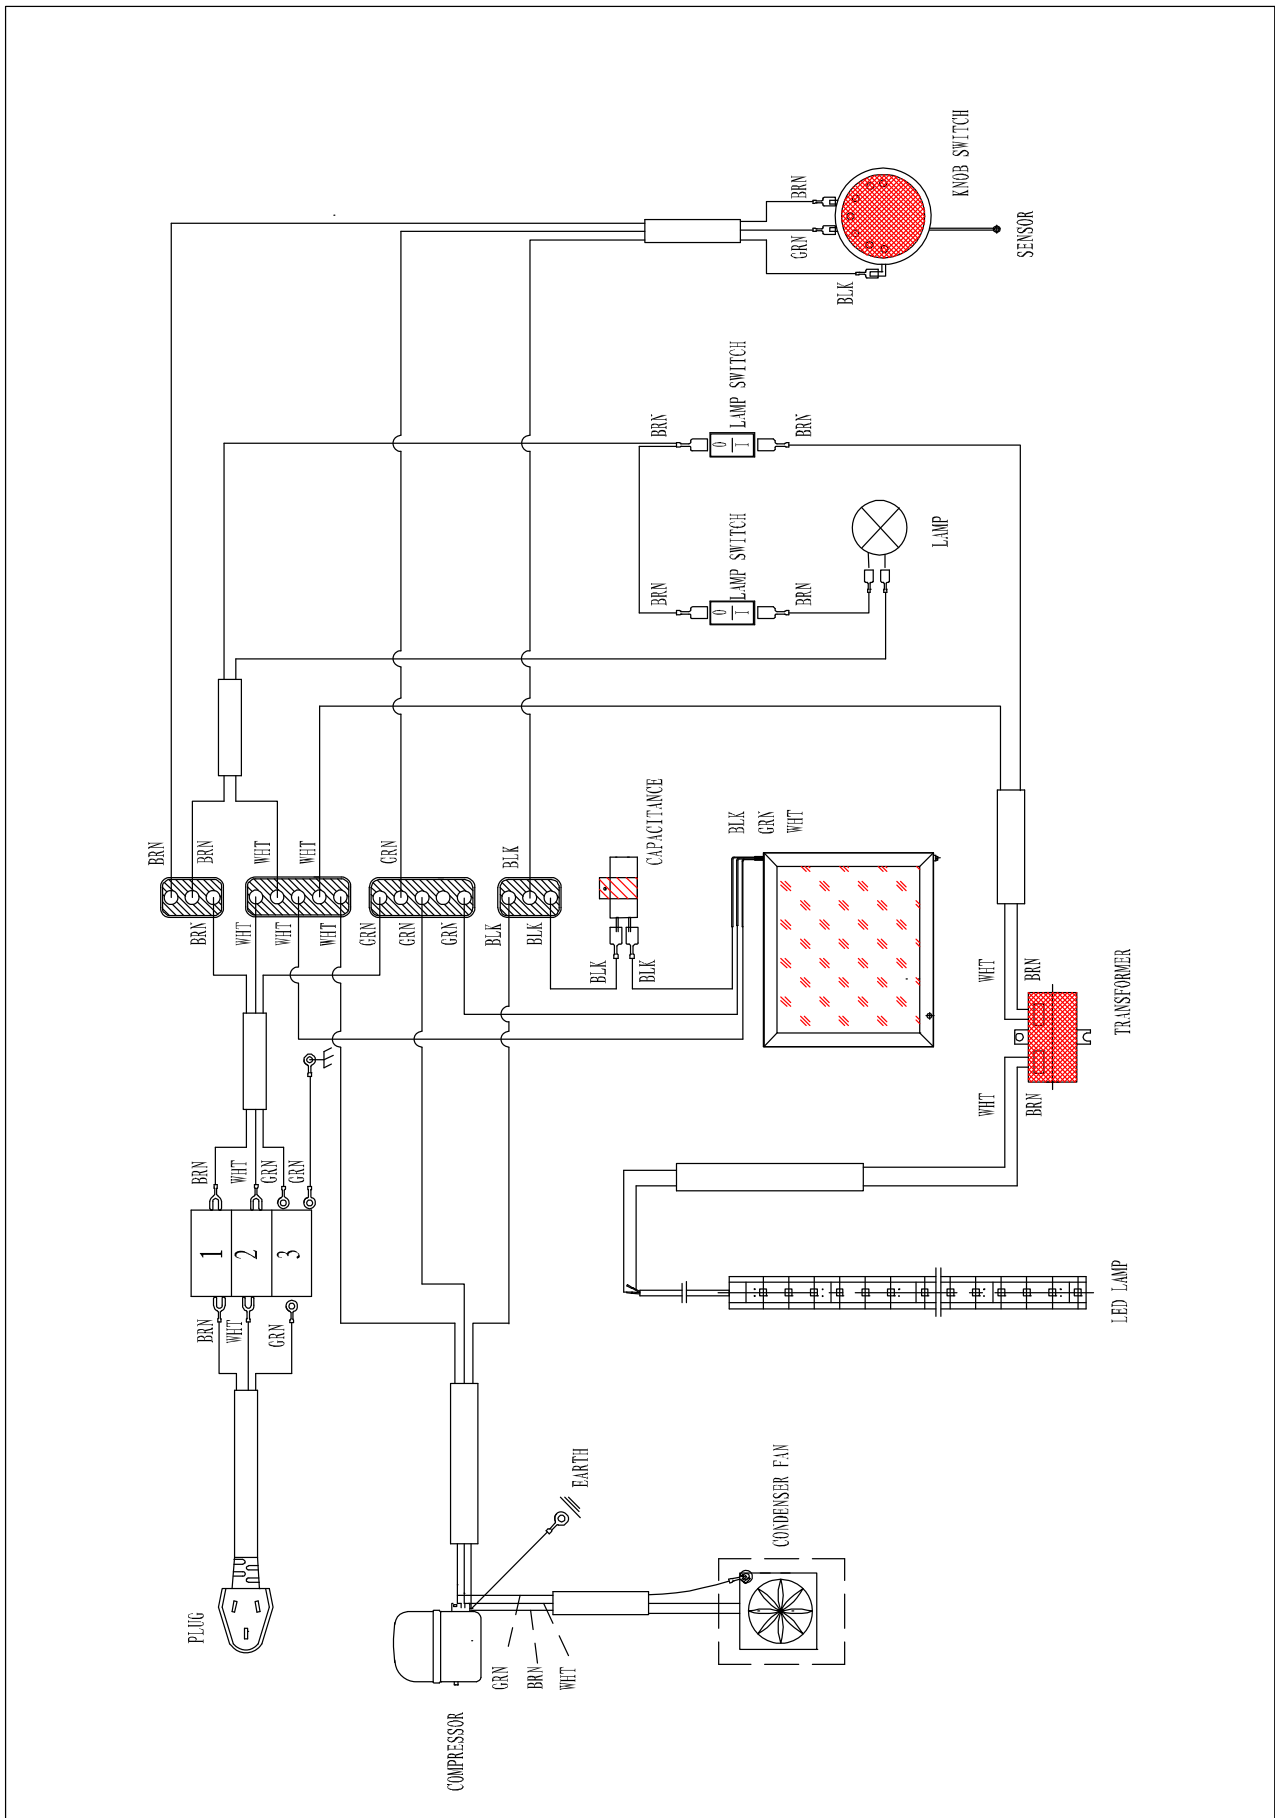 BRN
PLUG
BRN
BRN
BRN
BRN
1
WHT
WHT
WHT
WHT
2
GRN
GRN
WHT
3
GRN
WHT
WHT
GRN
GRN
GRN
GRN
COMPRESSOR
GRN
BLK
BLK
BRN
BLK
WHT
EARTH
BLK
BLK
CAPACITANCE
BRN
BRN
0
I
0
I
LAMP SWITCH
LAMP SWITCH
BLK
GRN
WHT
CONDENSER FAN
BRN
BRN
GRN
BRN
BLK
LAMP
KNOB SWITCH
WHT
WHT
SENSOR
BRN
BRN
LED LAMP
TRANSFORMER